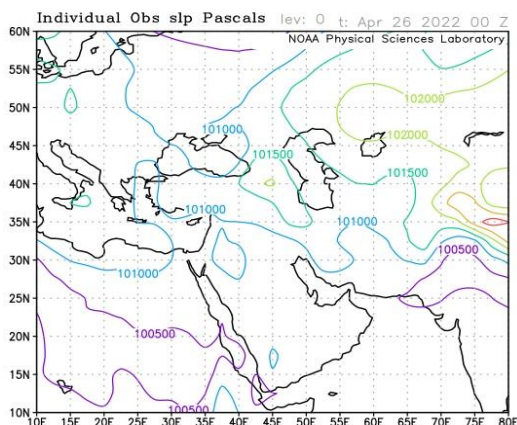 Individual Obs slp Pascals lev: 0 t: Apr 26 2022 00 Z
NOAA Physical Sciences Laboratory
60N
55N
50N
45N
40N
35N
30N
25N
20N
15N
10N
102000
101000
102000
101500
101500
101000
101000
101000
100500
100500
100500
10E 15E 20E 25E 30E 35E 40E 45E 50E 55E 60E 65E 70E 75E 80E